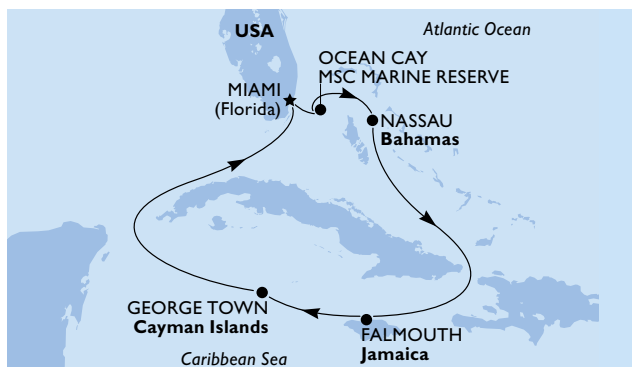 USA
Atlantic Ocean
OCEAN CAY
MSC MARINE RESERVE
MIAMI
(Florida)
NASSAU
Bahamas
GEORGE TOWN
Cayman Islands
FALMOUTH
Jamaica
Caribbean Sea